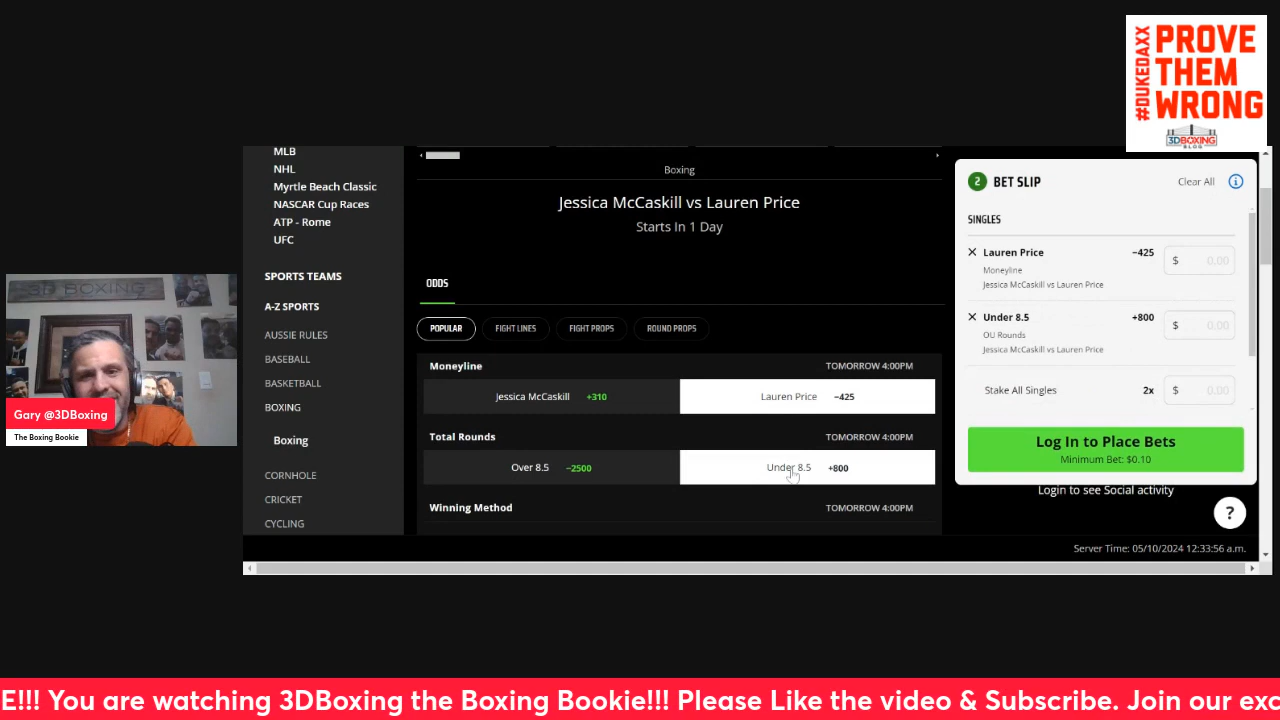 #DUKEDAXX
PROVE
THEM
WRONG
3DBOXING
BLOG
MLB
NHL
Myrtle Beach Classic
NASCAR Cup Races
ATP - Rome
UFC
SPORTS TEAMS
A-Z SPORTS
AUSSIE RULES
BASEBALL
BASKETBALL
BOXING
Boxing
CORNHOLE
CRICKET
CYCLING
Boxing
Jessica McCaskill vs Lauren Price
Starts In 1 Day
ODDS
POPULAR FIGHT LINES FIGHT PROPS ROUND PROPS
Moneyline TOMORROW 4:00PM
Jessica McCaskill +310 Lauren Price −425
Total Rounds TOMORROW 4:00PM
Over 8.5 −2500 Under 8.5 +800
Winning Method TOMORROW 4:00PM
2 BET SLIP Clear All i
SINGLES
× Lauren Price −425 $ 0.00
Moneyline
Jessica McCaskill vs Lauren Price
× Under 8.5 +800 $ 0.00
OU Rounds
Jessica McCaskill vs Lauren Price
Stake All Singles 2x $ 0.00
Log In to Place Bets
Minimum Bet: $0.10
Login to see Social activity
?
Server Time: 05/10/2024 12:33:56 a.m.
3D BOXING
Gary @3DBoxing
The Boxing Bookie
E!!! You are watching 3DBoxing the Boxing Bookie!!! Please Like the video & Subscribe. Join our exc